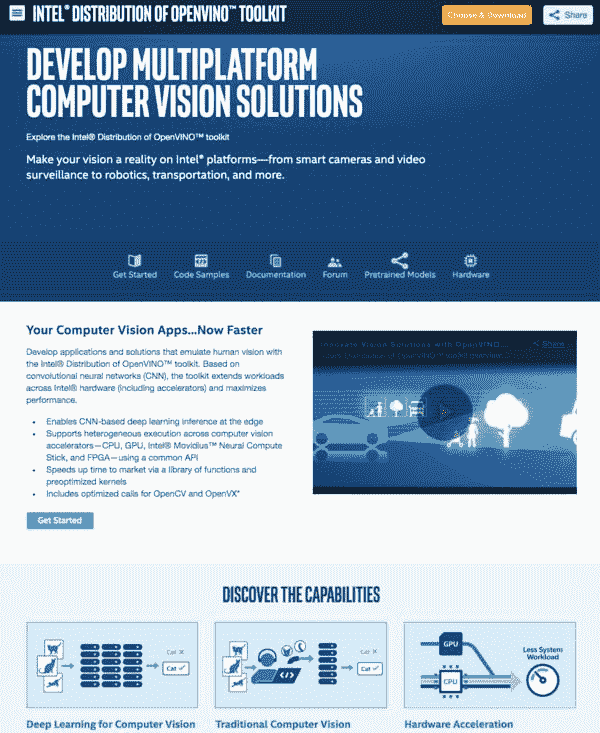 INTEL® DISTRIBUTION OF OPENVINO™ TOOLKIT
Choose & Download
Share
DEVELOP MULTIPLATFORM
COMPUTER VISION SOLUTIONS
Explore the Intel® Distribution of OpenVINO™ toolkit
Make your vision a reality on Intel® platforms—from smart cameras and video
surveillance to robotics, transportation, and more.
Get Started
Code Samples
Documentation
Forum
Pretrained Models
Hardware
Your Computer Vision Apps...Now Faster
Develop applications and solutions that emulate human vision with
the Intel® Distribution of OpenVINO™ toolkit. Based on
convolutional neural networks (CNN), the toolkit extends workloads
across Intel® hardware (including accelerators) and maximizes
performance.
• Enables CNN-based deep learning inference at the edge
• Supports heterogeneous execution across computer vision
accelerators—CPU, GPU, Intel® Movidius™ Neural Compute
Stick, and FPGA—using a common API
• Speeds up time to market via a library of functions and
preoptimized kernels
• Includes optimized calls for OpenCV and OpenVX*
Get Started
Innovate Vision Solutions with OpenVINO...
Share
Distribution of OpenVINO™ toolkit overview...
DISCOVER THE CAPABILITIES
Cat ×
Cat ✓
Cat ×
Cat ✓
GPU
CPU
Less System
Workload
Deep Learning for Computer Vision
Traditional Computer Vision
Hardware Acceleration